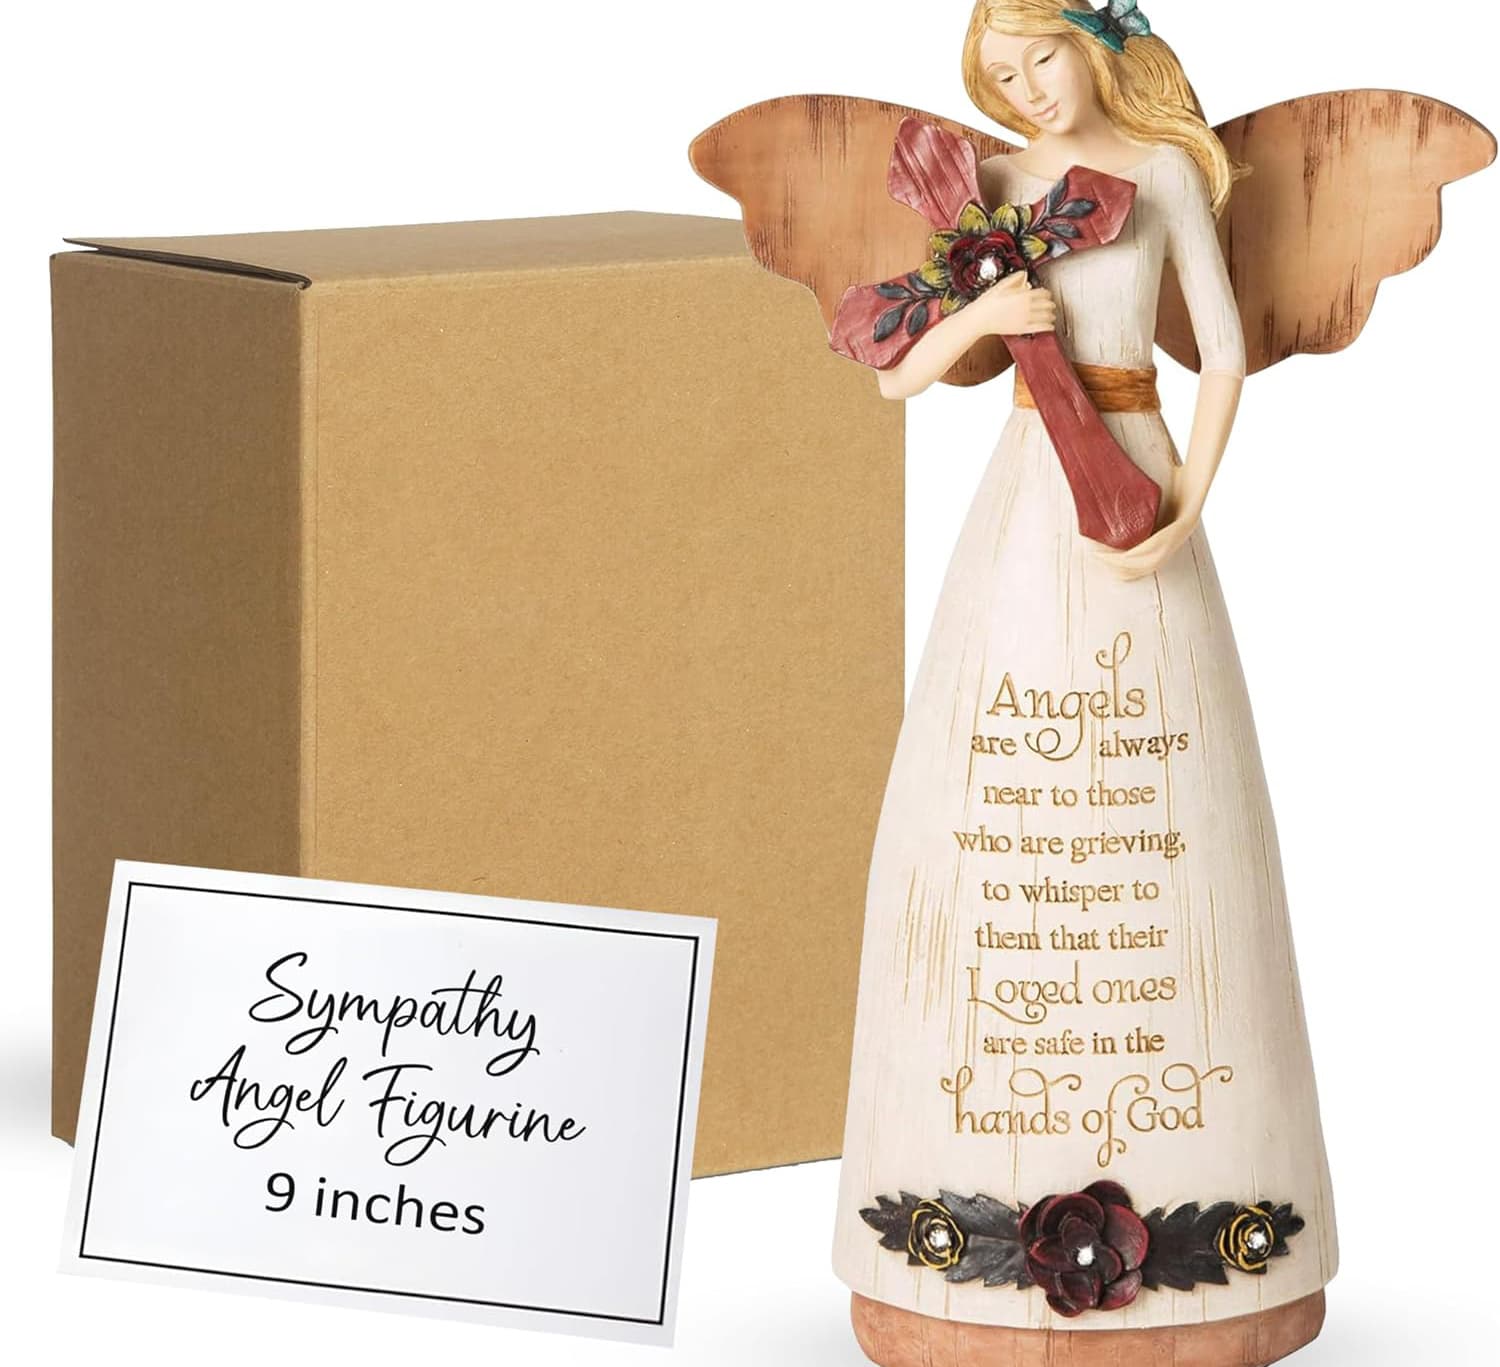 Angels
are always
near to those
who are grieving,
to whisper to
them that their
Loved ones
are safe in the
hands of God
Sympathy
Angel Figurine
9 inches